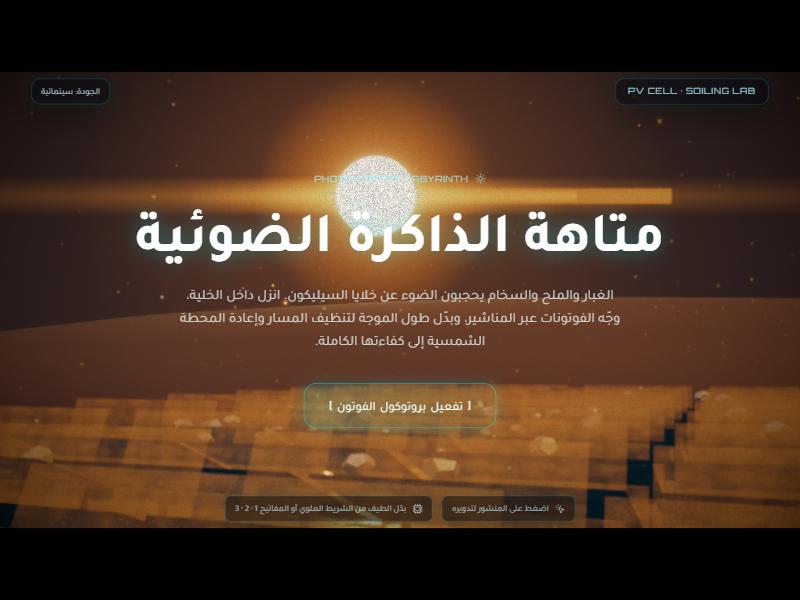 PV CELL · SOILING LAB
الجودة: سينمائية
PHOTONIC LABYRINTH
متاهة الذاكرة الضوئية
الغبار والملح والسخام يحجبون الضوء عن خلايا السيليكون. انزل داخل الخلية،
وجّه الفوتونات عبر المناشير، وبدّل طول الموجة لتنظيف المسار وإعادة المحطة
الشمسية إلى كفاءتها الكاملة.
[ تفعيل بروتوكول الفوتون ]
اضغط على المنشور لتدويره
بدّل الطيف من الشريط العلوي أو المفاتيح 1 · 2 · 3